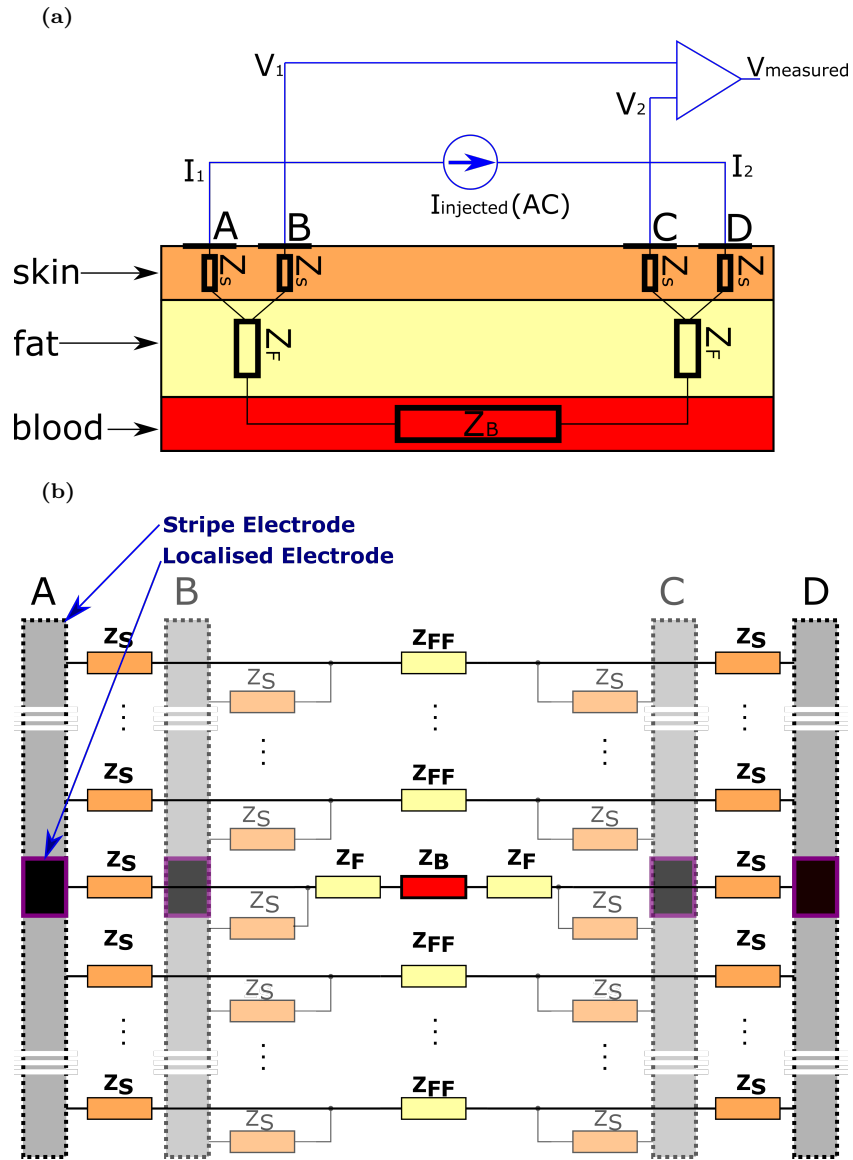 (a)
V1
V2
Vmeasured
I1
I2
Iinjected(AC)
A B C D
skin
ZS ZS ZS ZS
fat
ZF ZF
blood
ZB
(b)
Stripe Electrode
Localised Electrode
A B C D
ZS ZFF ZS
ZS ZS
⋮ ⋮ ⋮
⋮ ⋮
ZS ZFF ZS
ZS ZS
ZS ZF ZB ZF ZS
ZS ZS
ZS ZFF ZS
ZS ZS
⋮ ⋮ ⋮
⋮ ⋮
ZS ZFF ZS
ZS ZS